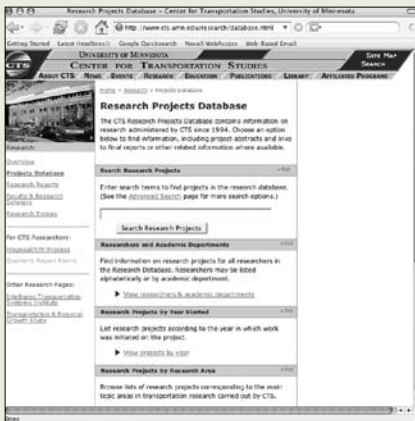 Research Projects Database – Center for Transportation Studies, University of Minnesota
http://www.cts.umn.edu/research/database.html
Getting Started Latest Headlines Google Quicksearch Novell WebAccess Web-Based Email
UNIVERSITY OF MINNESOTA
CTS CENTER FOR TRANSPORTATION STUDIES
SITE MAP
SEARCH
ABOUT CTS NEWS EVENTS RESEARCH EDUCATION PUBLICATIONS LIBRARY AFFILIATED PROGRAMS
Home > Research > Projects Database
Research Projects Database
The CTS Research Projects Database contains information on
research administered by CTS since 1994. Choose an option
below to find information, including project abstracts and links
to final reports or other related information where available.
Research
Overview
Projects Database
Research Reports
Faculty & Research
Scholars
Research
For CTS Researchers:
Proposal/RFP Process
Quarterly Report Forms
Other Research Pages:
Intelligent Transportation
Systems Institute
Transportation & Regional
Growth Study
Search Research Projects
Enter search terms to find projects in the research database.
(See the Advanced Search page for more search options.)
Search Research Projects
Researchers and Academic Departments
Find information on research projects for all researchers in
the Research Database. Researchers may be listed
alphabetically or by academic department.
View researchers & academic departments
Research Projects by Year Started
List research projects according to the year in which work
was initiated on the project.
View projects by year
Research Projects by Research Area
Browse lists of research projects corresponding to the main
topic areas in transportation research carried out by CTS.
Done